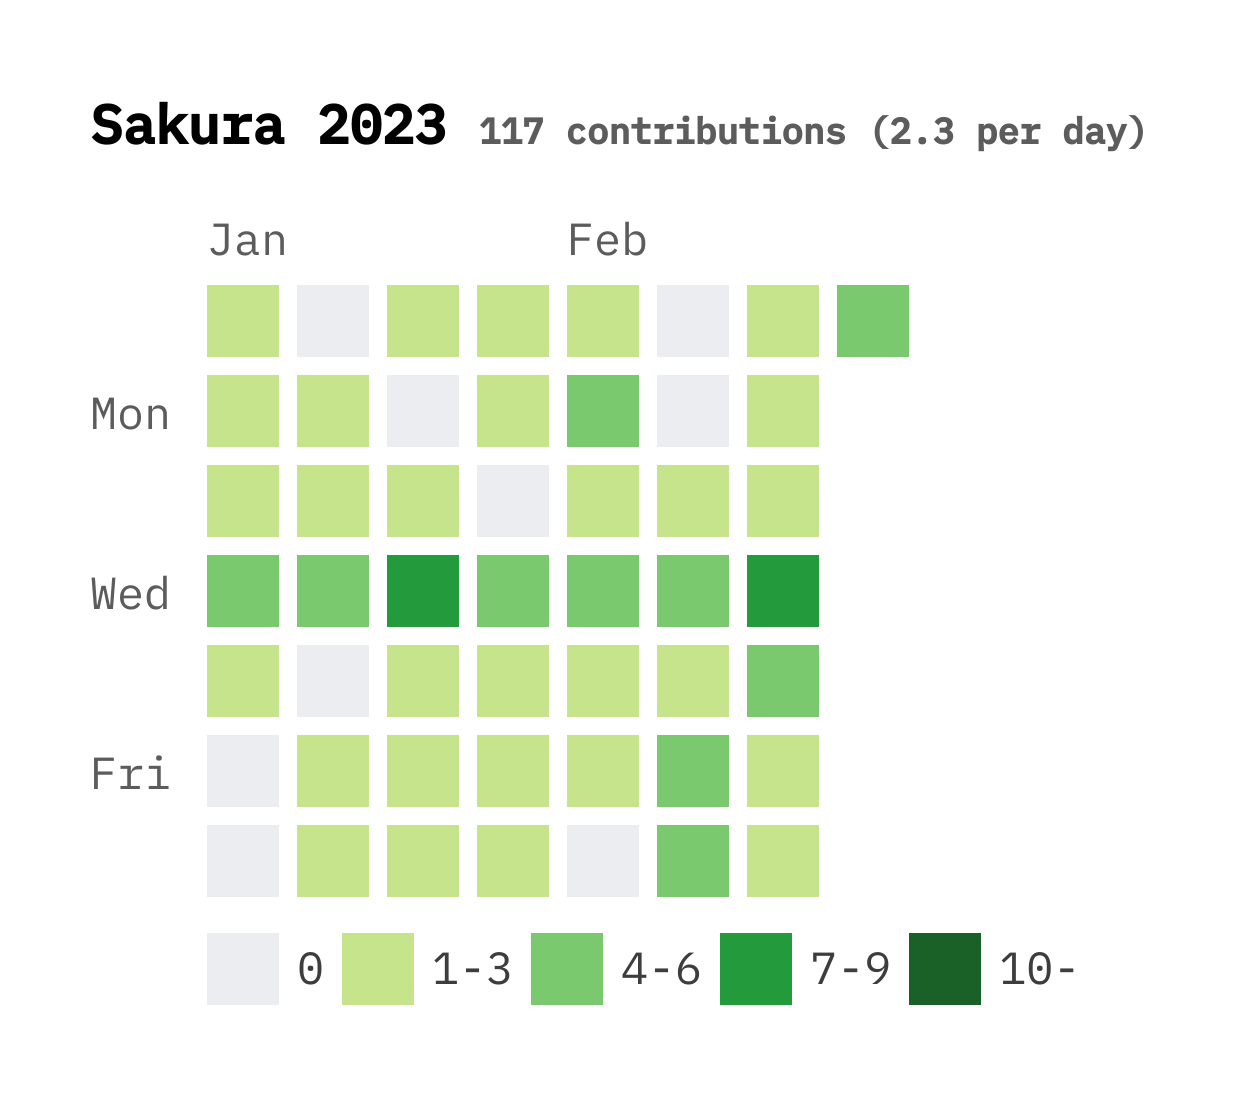 Sakura 2023 117 contributions (2.3 per day)
Jan Feb
Mon
Wed
Fri
0 1-3 4-6 7-9 10-